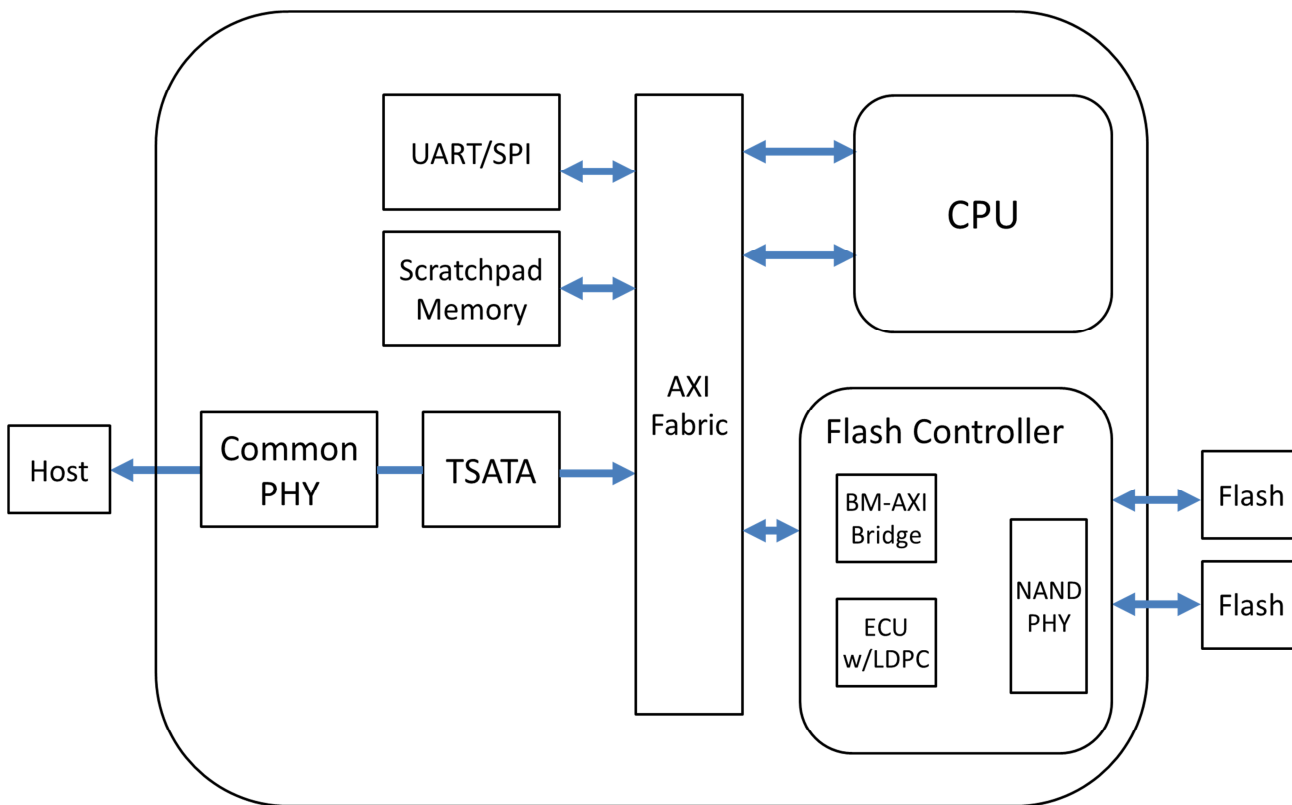 UART/SPI
Scratchpad
Memory
Host
Common
PHY
TSATA
AXI
Fabric
CPU
Flash Controller
BM-AXI
Bridge
ECU
w/LDPC
NAND
PHY
Flash
Flash